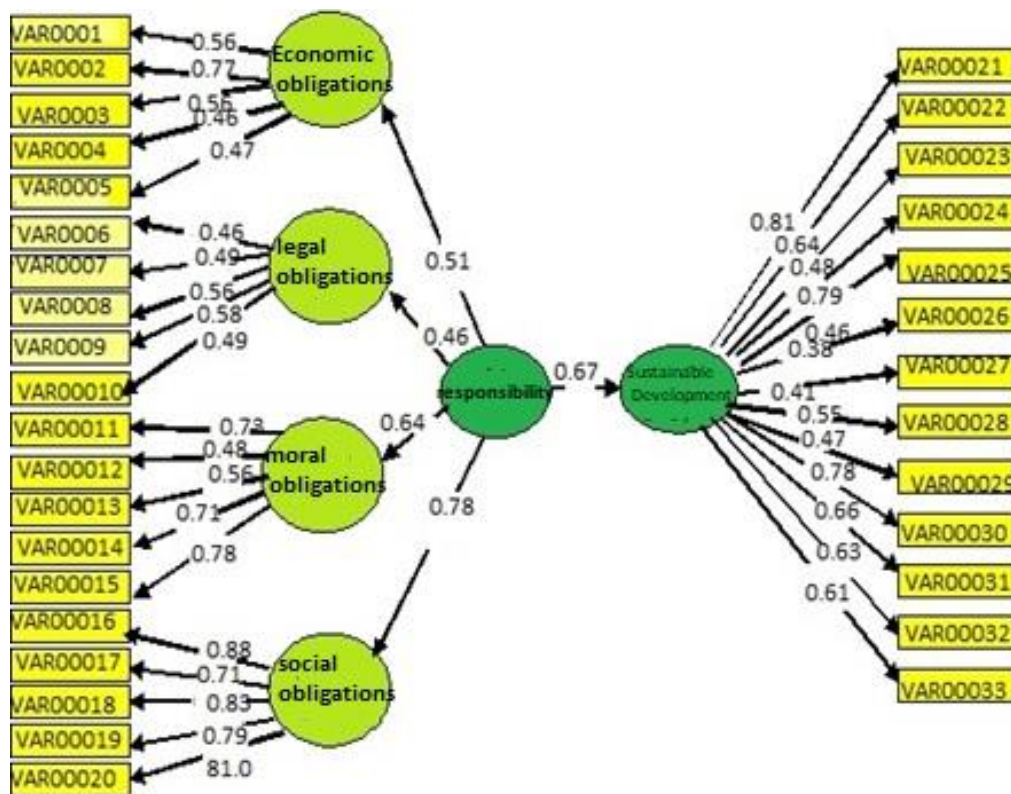 VAR0001
VAR0002
VAR0003
VAR0004
VAR0005
VAR0006
VAR0007
VAR0008
VAR0009
VAR00010
VAR00011
VAR00012
VAR00013
VAR00014
VAR00015
VAR00016
VAR00017
VAR00018
VAR00019
VAR00020
0.56
0.77
0.56
0.46
0.47
0.46
0.49
0.56
0.58
0.49
0.73
0.48
0.56
0.71
0.78
0.88
0.71
0.83
0.79
81.0
Economic
obligations
legal
obligations
moral
obligations
social
obligations
0.51
0.46
0.64
0.78
responsibility
0.67
Sustainable
Development
0.81
0.64
0.48
0.79
0.46
0.38
0.41
0.55
0.47
0.78
0.66
0.63
0.61
VAR00021
VAR00022
VAR00023
VAR00024
VAR00025
VAR00026
VAR00027
VAR00028
VAR00029
VAR00030
VAR00031
VAR00032
VAR00033